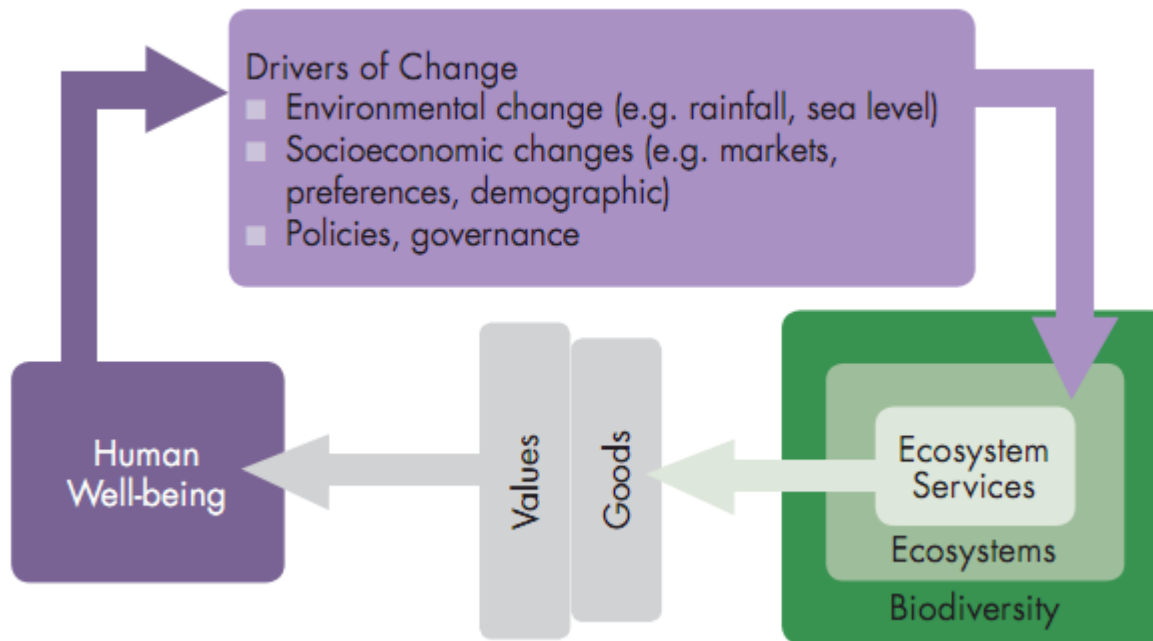 Drivers of Change
Environmental change (e.g. rainfall, sea level)
Socioeconomic changes (e.g. markets,
preferences, demographic)
Policies, governance
Human
Well-being
Values
Goods
Ecosystem
Services
Ecosystems
Biodiversity